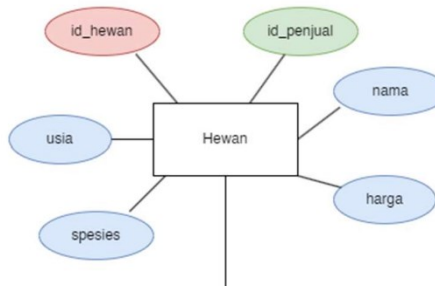 id_hewan
id_penjual
nama
usia
Hewan
harga
spesies